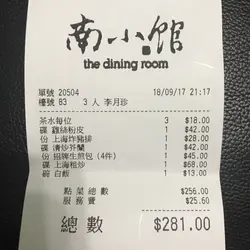 南小館
the dining room
單號 20504 18/09/17 21:17
檯號 83 3 人 李月珍
茶水每位 3 $18.00
碟 雞絲粉皮 1 $42.00
份 上海炸豬排 1 $28.00
碟 清炒芥蘭 1 $42.00
份 招牌生煎包 (4件) 1 $45.00
碟 上海粗炒 1 $68.00
碗 白飯 1 $13.00
點菜總數 $256.00
服務費 $25.60
總數 $281.00